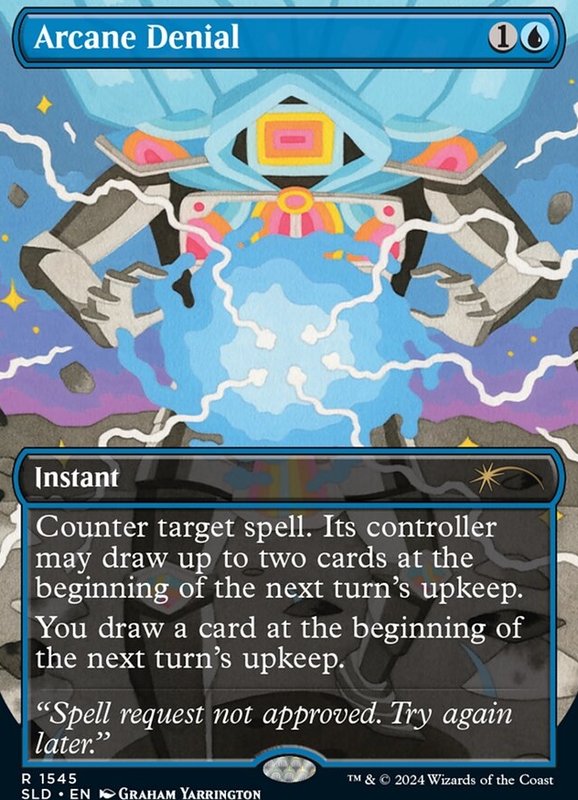 Arcane Denial 1
Instant
Counter target spell. Its controller
may draw up to two cards at the
beginning of the next turn's upkeep.
You draw a card at the beginning of
the next turn's upkeep.
“Spell request not approved. Try again
later.”
R 1545
SLD • EN GRAHAM YARRINGTON
™ & © 2024 Wizards of the Coast